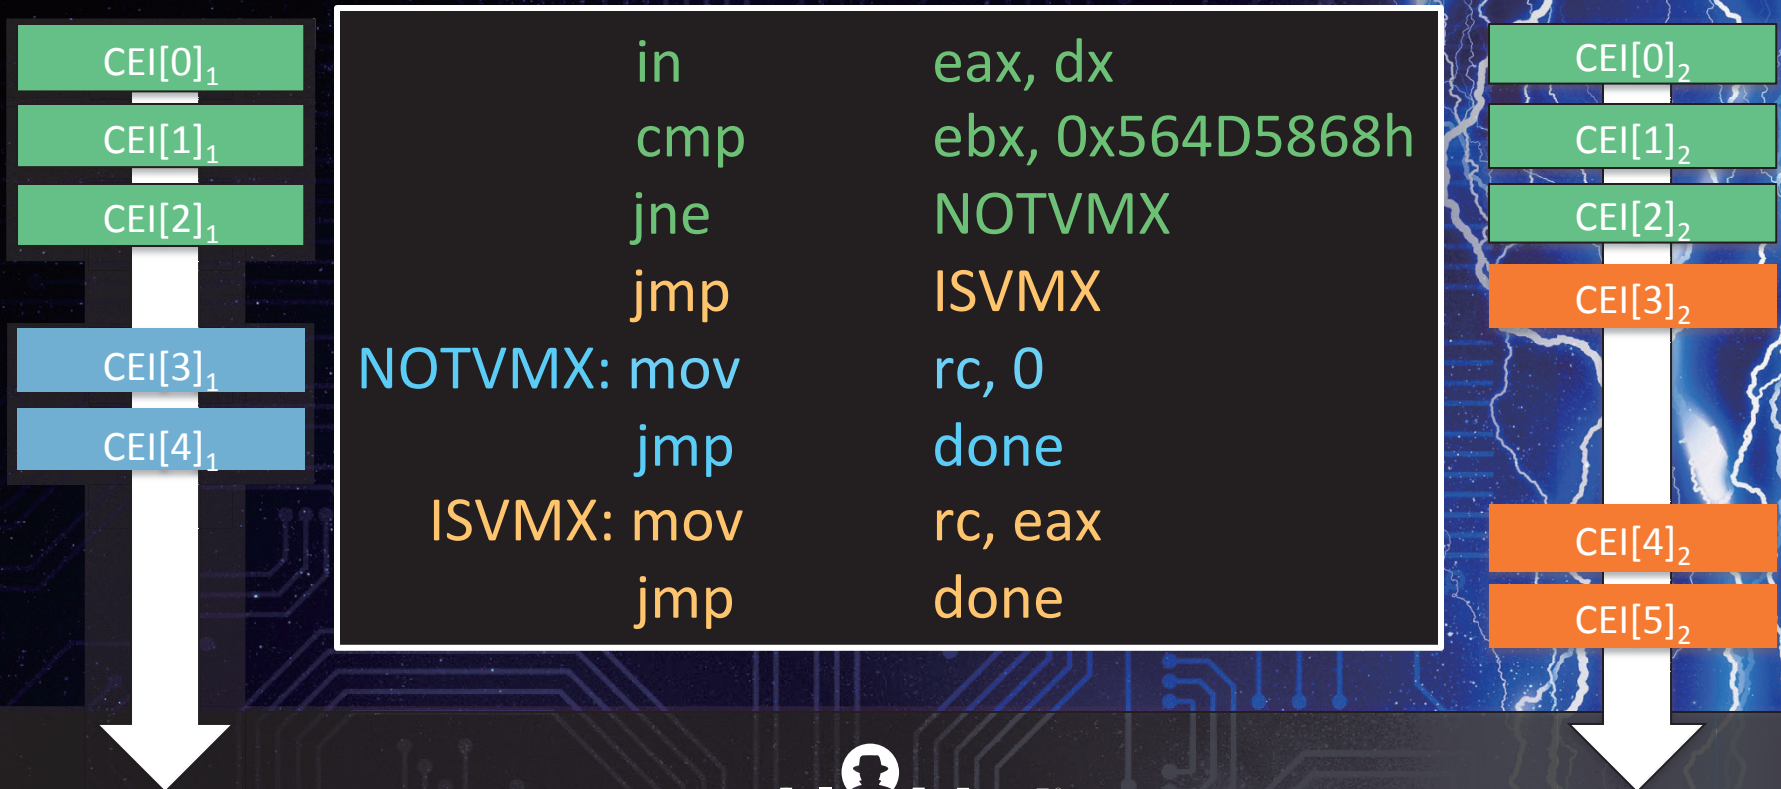 CEI[0]1
CEI[1]1
CEI[2]1
CEI[3]1
CEI[4]1
in eax, dx
cmp ebx, 0x564D5868h
jne NOTVMX
jmp ISVMX
NOTVMX: mov rc, 0
jmp done
ISVMX: mov rc, eax
jmp done
CEI[0]2
CEI[1]2
CEI[2]2
CEI[3]2
CEI[4]2
CEI[5]2